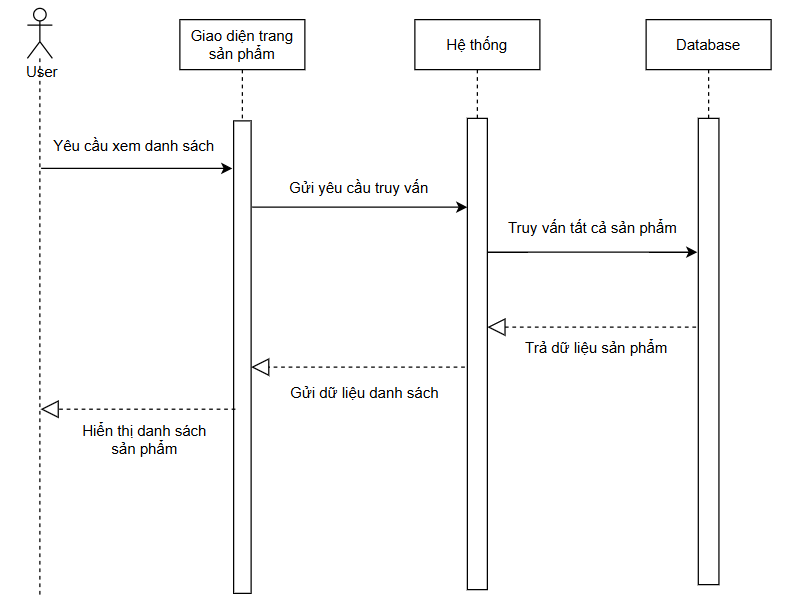 Giao diện trang
sản phẩm
Hệ thống
Database
User
Yêu cầu xem danh sách
Gửi yêu cầu truy vấn
Truy vấn tất cả sản phẩm
Trả dữ liệu sản phẩm
Gửi dữ liệu danh sách
Hiển thị danh sách
sản phẩm